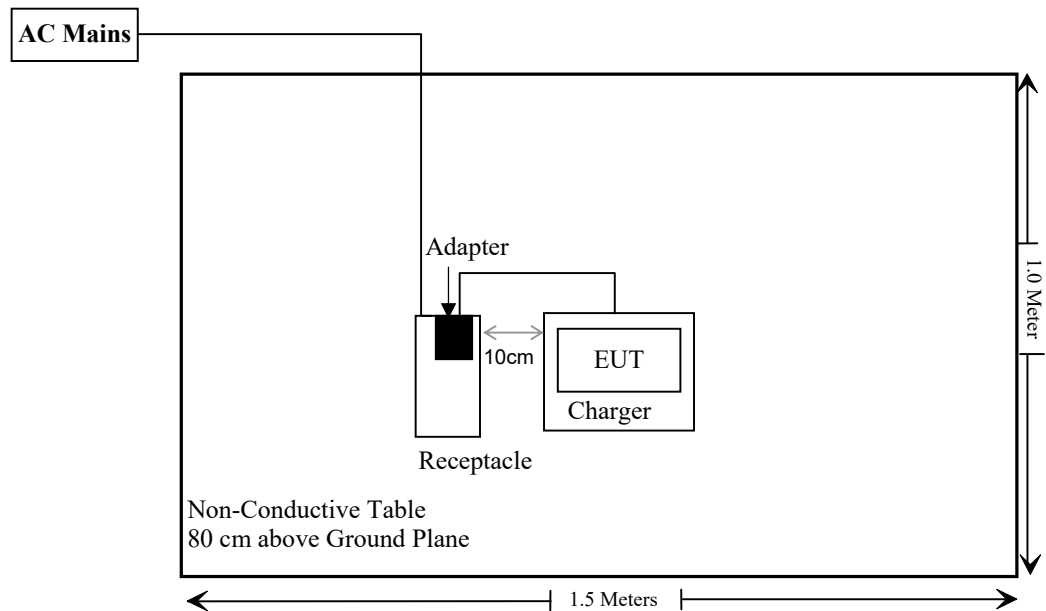 AC Mains
Adapter
1.0 Meter
10cm
EUT
Charger
Receptacle
Non-Conductive Table
80 cm above Ground Plane
1.5 Meters